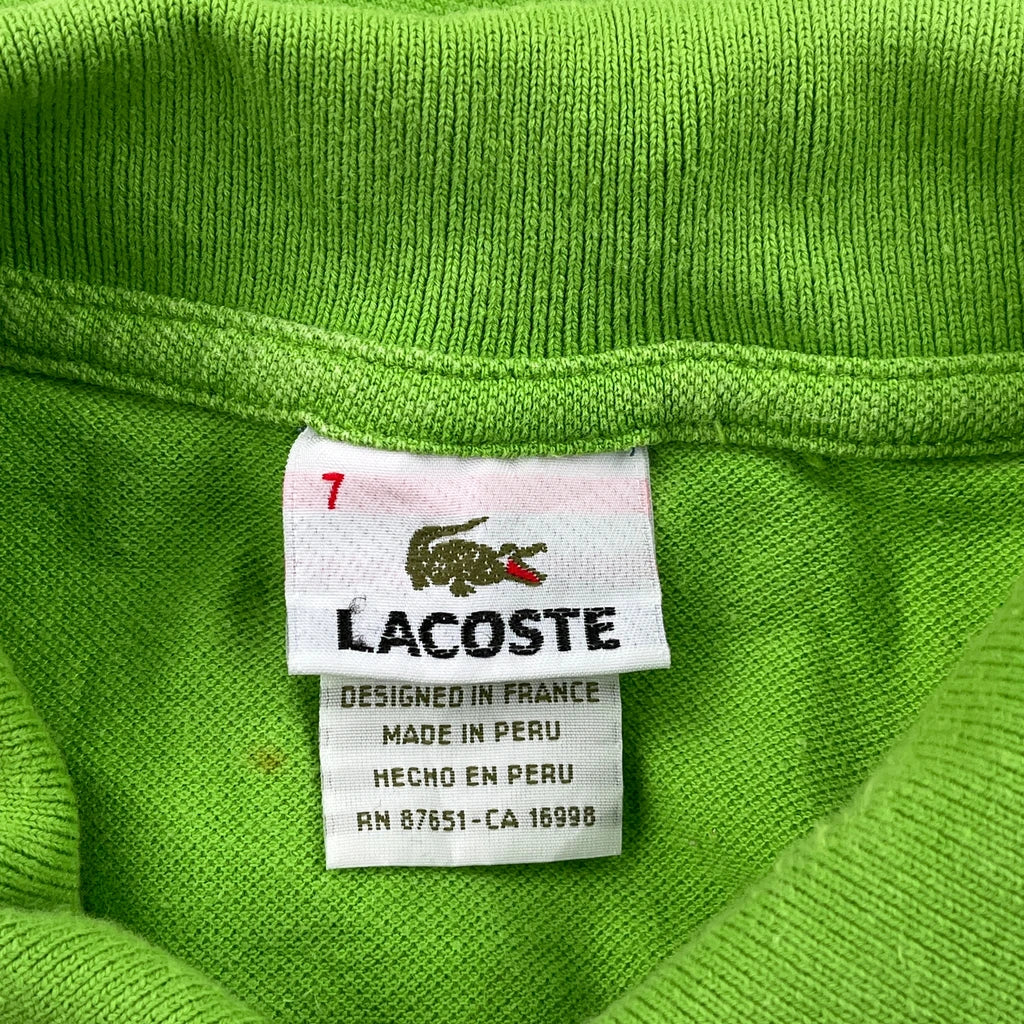 7
LACOSTE
DESIGNED IN FRANCE
MADE IN PERU
HECHO EN PERU
RN 87651-CA 16998